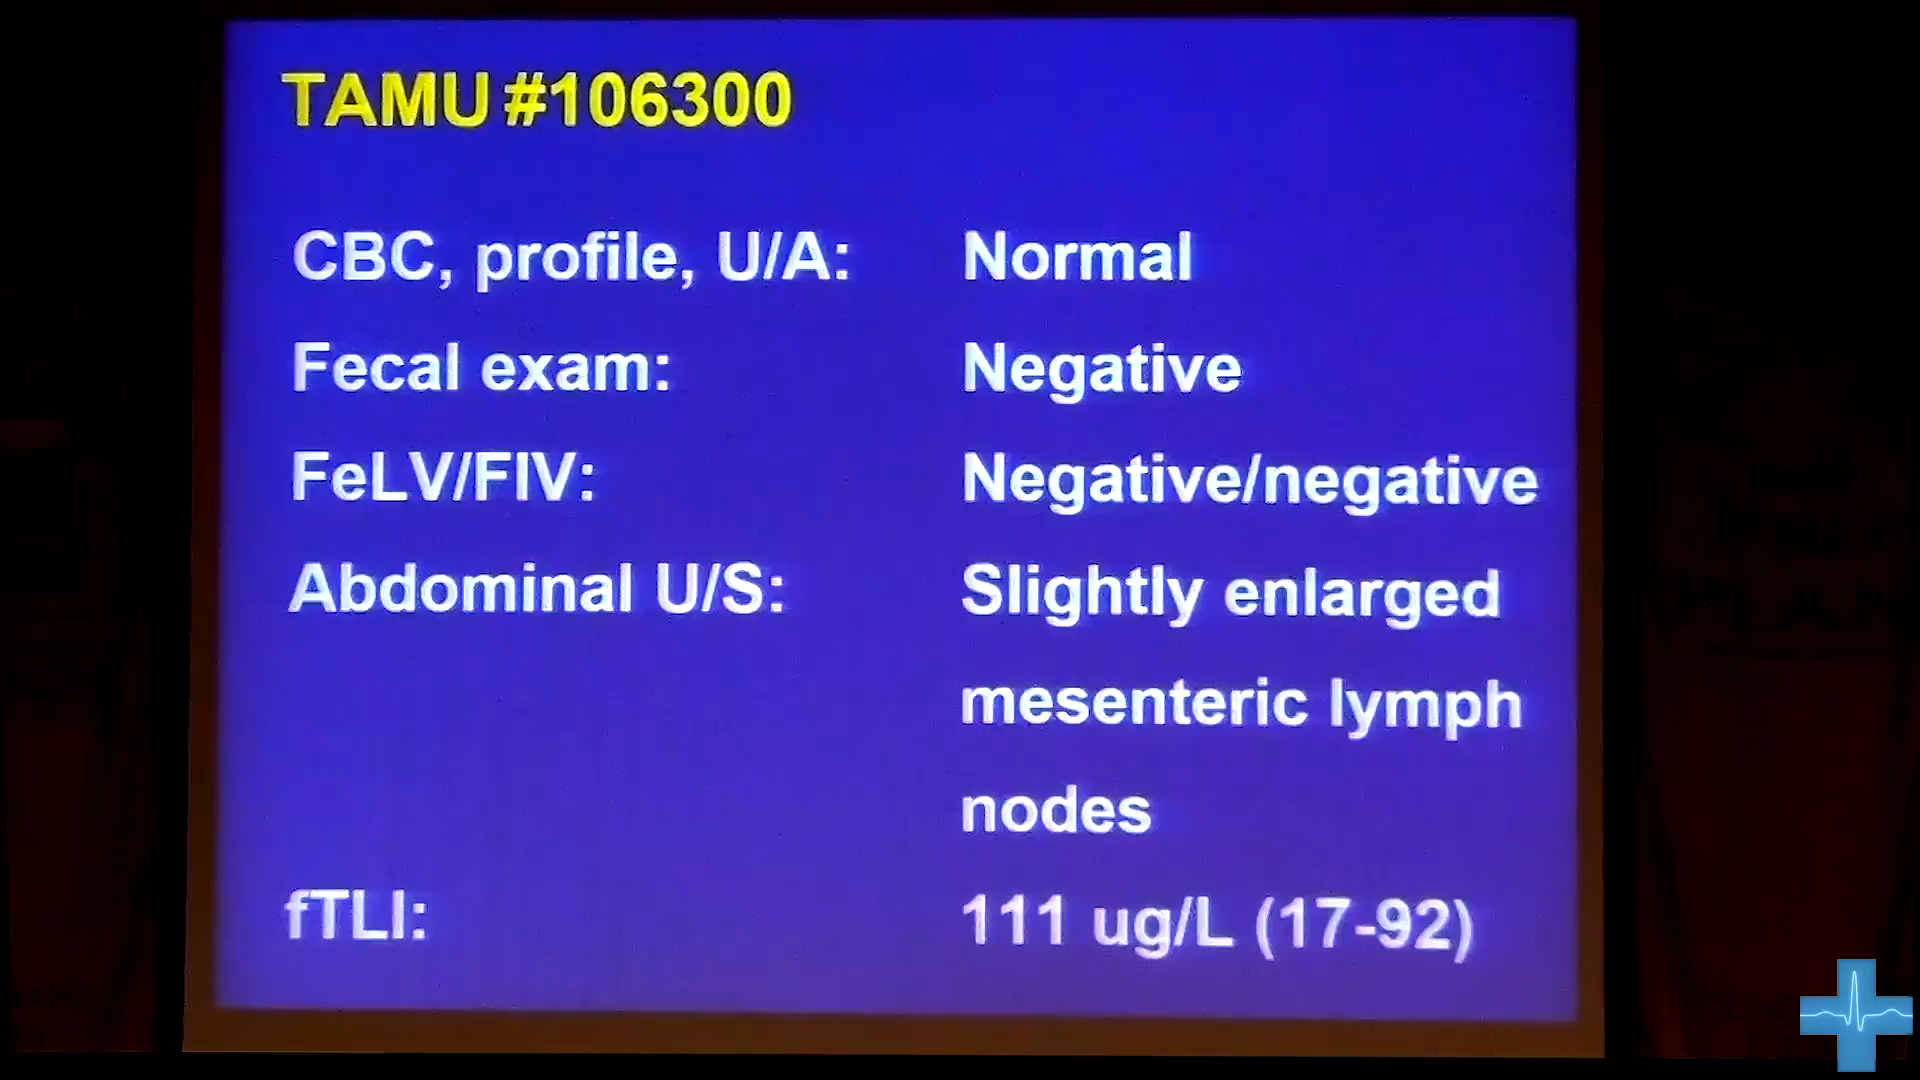 TAMU #106300
CBC, profile, U/A: Normal
Fecal exam: Negative
FeLV/FIV: Negative/negative
Abdominal U/S: Slightly enlarged
mesenteric lymph
nodes
fTLI: 111 ug/L (17-92)